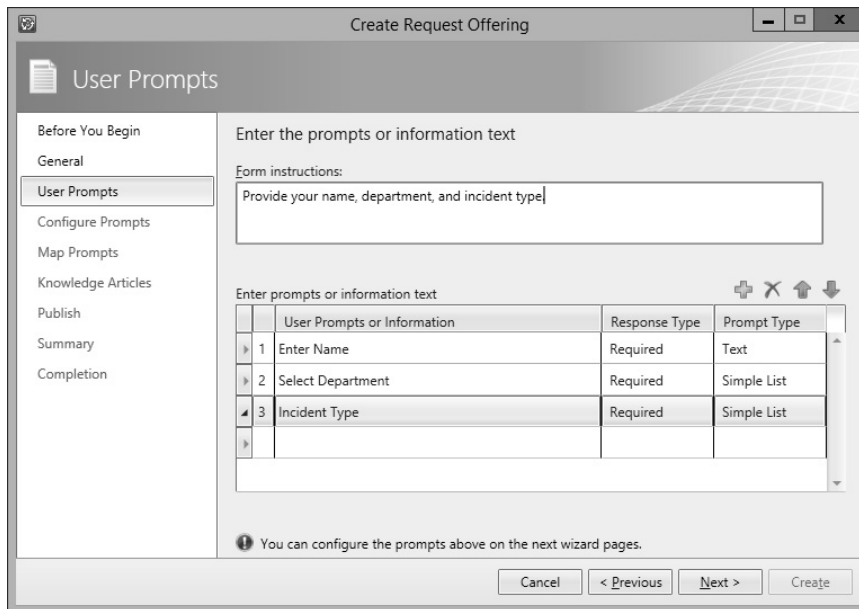 Create Request Offering
User Prompts
Before You Begin
General
User Prompts
Configure Prompts
Map Prompts
Knowledge Articles
Publish
Summary
Completion
Enter the prompts or information text
Form instructions:
Provide your name, department, and incident type.
Enter prompts or information text
User Prompts or Information Response Type Prompt Type
1 Enter Name Required Text
2 Select Department Required Simple List
3 Incident Type Required Simple List
You can configure the prompts above on the next wizard pages.
Cancel < Previous Next > Create